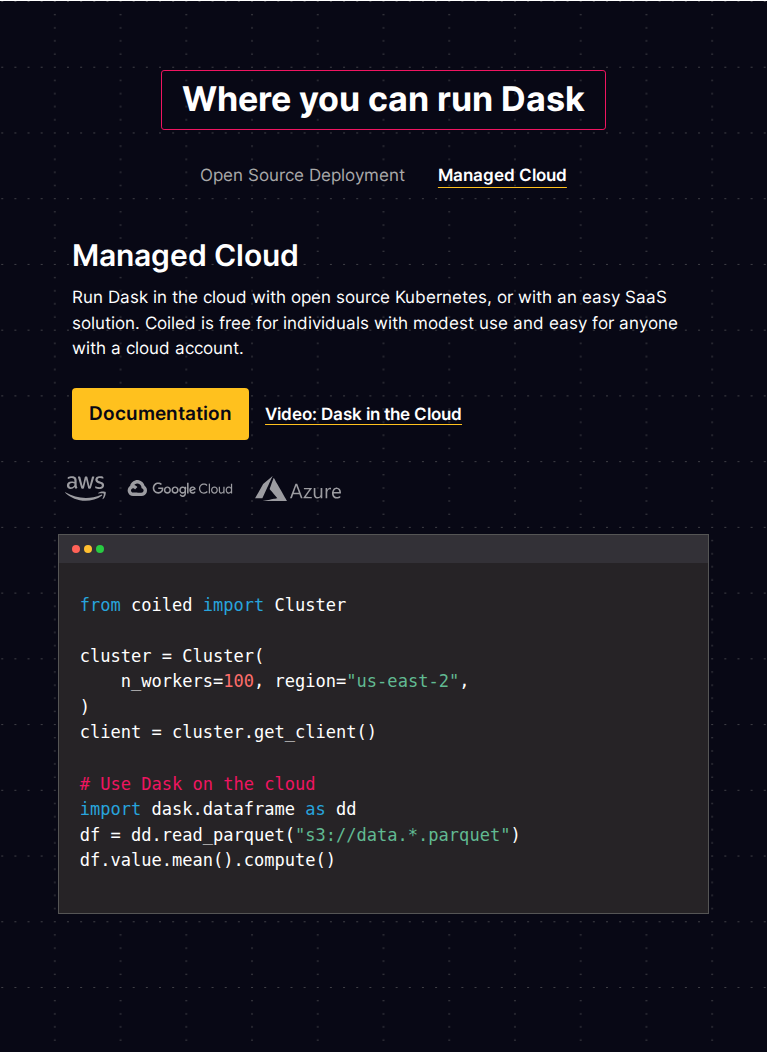 Where you can run Dask
Open Source Deployment Managed Cloud
Managed Cloud
Run Dask in the cloud with open source Kubernetes, or with an easy SaaS
solution. Coiled is free for individuals with modest use and easy for anyone
with a cloud account.
Documentation Video: Dask in the Cloud
aws Google Cloud Azure
from coiled import Cluster
cluster = Cluster(
    n_workers=100, region="us-east-2",
)
client = cluster.get_client()
# Use Dask on the cloud
import dask.dataframe as dd
df = dd.read_parquet("s3://data.*.parquet")
df.value.mean().compute()